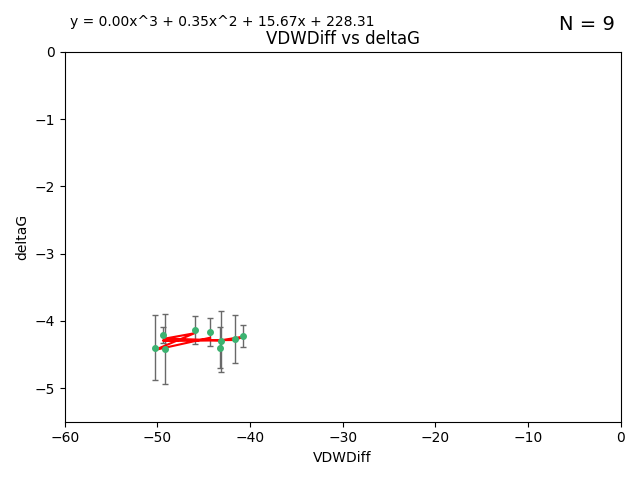 y = 0.00x^3 + 0.35x^2 + 15.67x + 228.31
N = 9
VDWDiff vs deltaG
0
−1
−2
−3
−4
−5
deltaG
−60 −50 −40 −30 −20 −10 0
VDWDiff